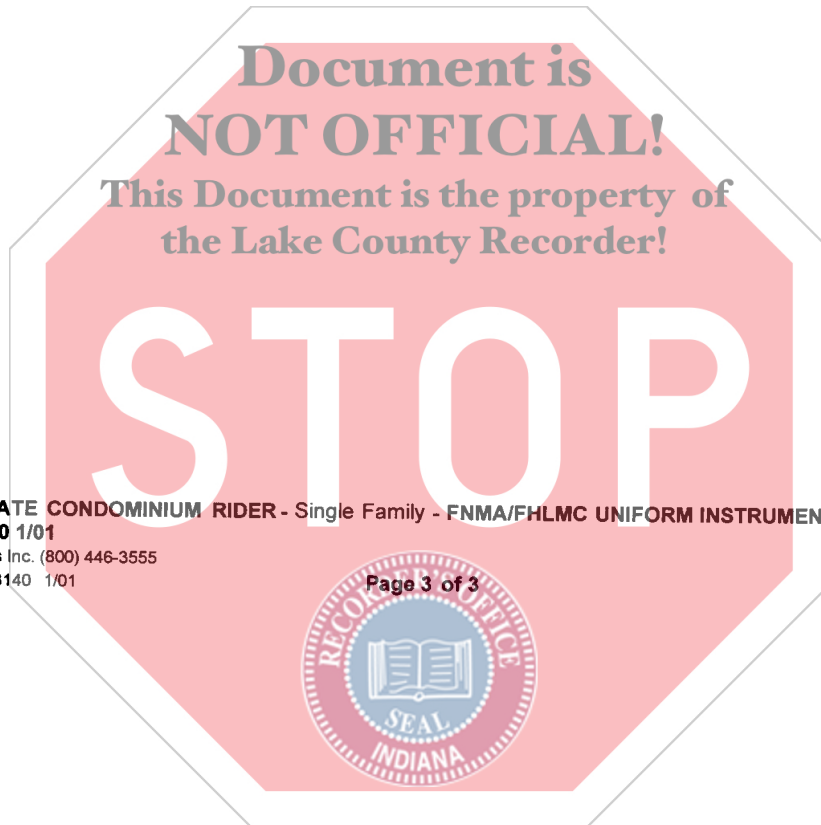 Document is
NOT OFFICIAL!
This Document is the property of
the Lake County Recorder!
STOP
ATE CONDOMINIUM RIDER - Single Family - FNMA/FHLMC UNIFORM INSTRUMEN
0 1/01
s Inc. (800) 446-3555
3140 1/01
Page 3 of 3
RECORDER'S OFFICE
SEAL
INDIANA